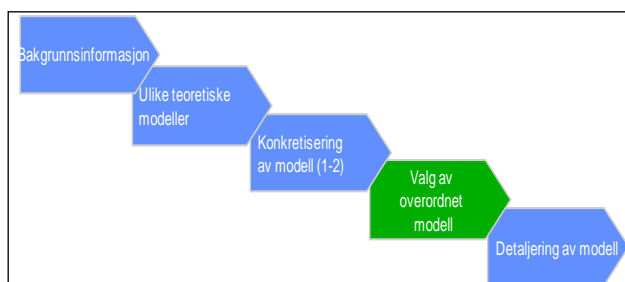 Bakgrunnsinformasjon
Ulike teoretiske
modeller
Konkretisering
av modell (1-2)
Valg av
overordnet
modell
Detaljering av modell